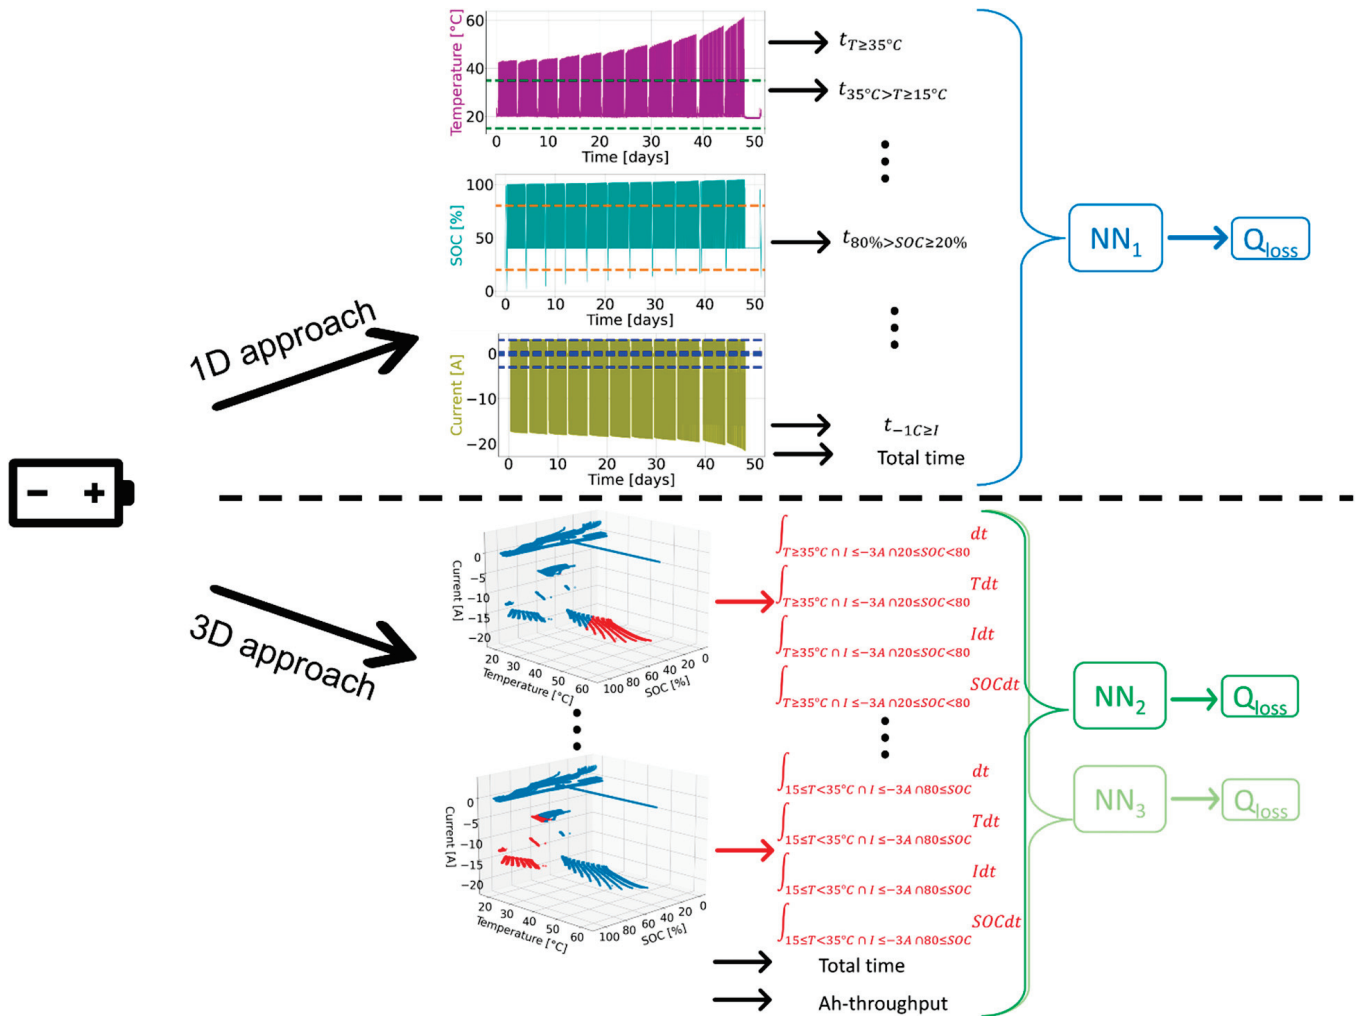 1D approach
3D approach
Temperature [°C]
60
40
20
0 10 20 30 40 50
Time [days]
t_{T≥35°C}
t_{35°C>T≥15°C}
SOC [%]
100
50
0
0 10 20 30 40 50
Time [days]
t_{80%>SOC≥20%}
Current [A]
0
−10
−20
0 10 20 30 40 50
Time [days]
t_{−1C≥I}
Total time
NN_1
Q_loss
Current [A]
0
−5
−10
−15
−20
20 30 40 50 60
Temperature [°C]
100 80 60 40 20 0
SOC [%]
∫_{T≥35°C ∩ I ≤−3A ∩20≤SOC<80} dt
∫_{T≥35°C ∩ I ≤−3A ∩20≤SOC<80} Tdt
∫_{T≥35°C ∩ I ≤−3A ∩20≤SOC<80} Idt
∫_{T≥35°C ∩ I ≤−3A ∩20≤SOC<80} SOCdt
NN_2
Q_loss
Current [A]
0
−5
−10
−15
−20
20 30 40 50 60
Temperature [°C]
100 80 60 40 20 0
SOC [%]
∫_{15≤T<35°C ∩ I ≤−3A ∩80≤SOC} dt
∫_{15≤T<35°C ∩ I ≤−3A ∩80≤SOC} Tdt
∫_{15≤T<35°C ∩ I ≤−3A ∩80≤SOC} Idt
∫_{15≤T<35°C ∩ I ≤−3A ∩80≤SOC} SOCdt
Total time
Ah-throughput
NN_3
Q_loss